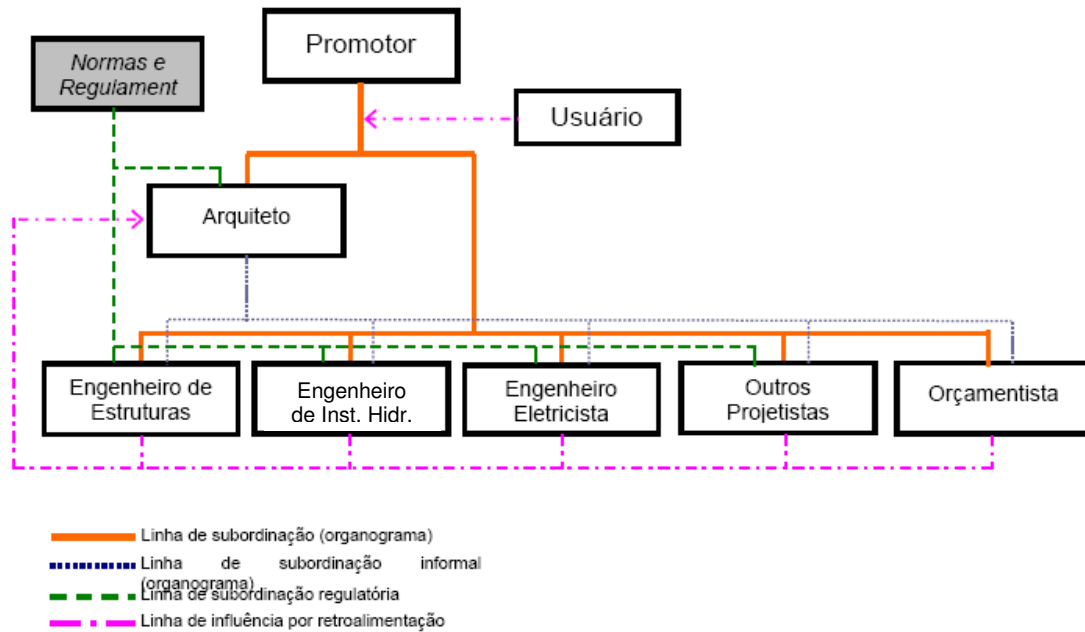 Promotor
Normas e
Regulament
Usuário
Arquiteto
Engenheiro de
Estruturas
Engenheiro
de Inst. Hidr.
Engenheiro
Eletricista
Outros
Projetistas
Orçamentista
Linha de subordinação (organograma)
Linha de subordinação informal
(organograma)
Linha de subordinação regulatória
Linha de influência por retroalimentação